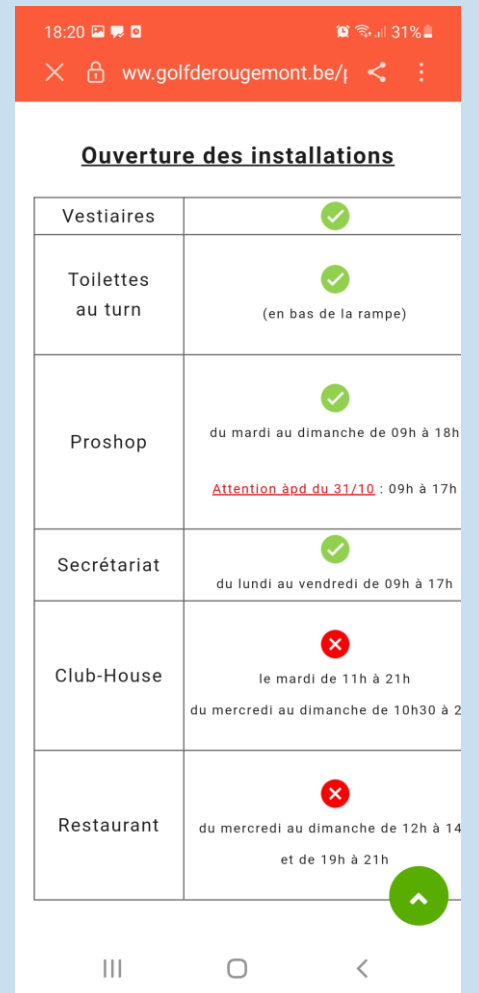 18:20
31%
ww.golfderougemont.be/
Ouverture des installations
Vestiaires
Toilettes
au turn
(en bas de la rampe)
Proshop
du mardi au dimanche de 09h à 18h
Attention àpd du 31/10 : 09h à 17h
Secrétariat
du lundi au vendredi de 09h à 17h
Club-House
le mardi de 11h à 21h
du mercredi au dimanche de 10h30 à 2
Restaurant
du mercredi au dimanche de 12h à 14
et de 19h à 21h